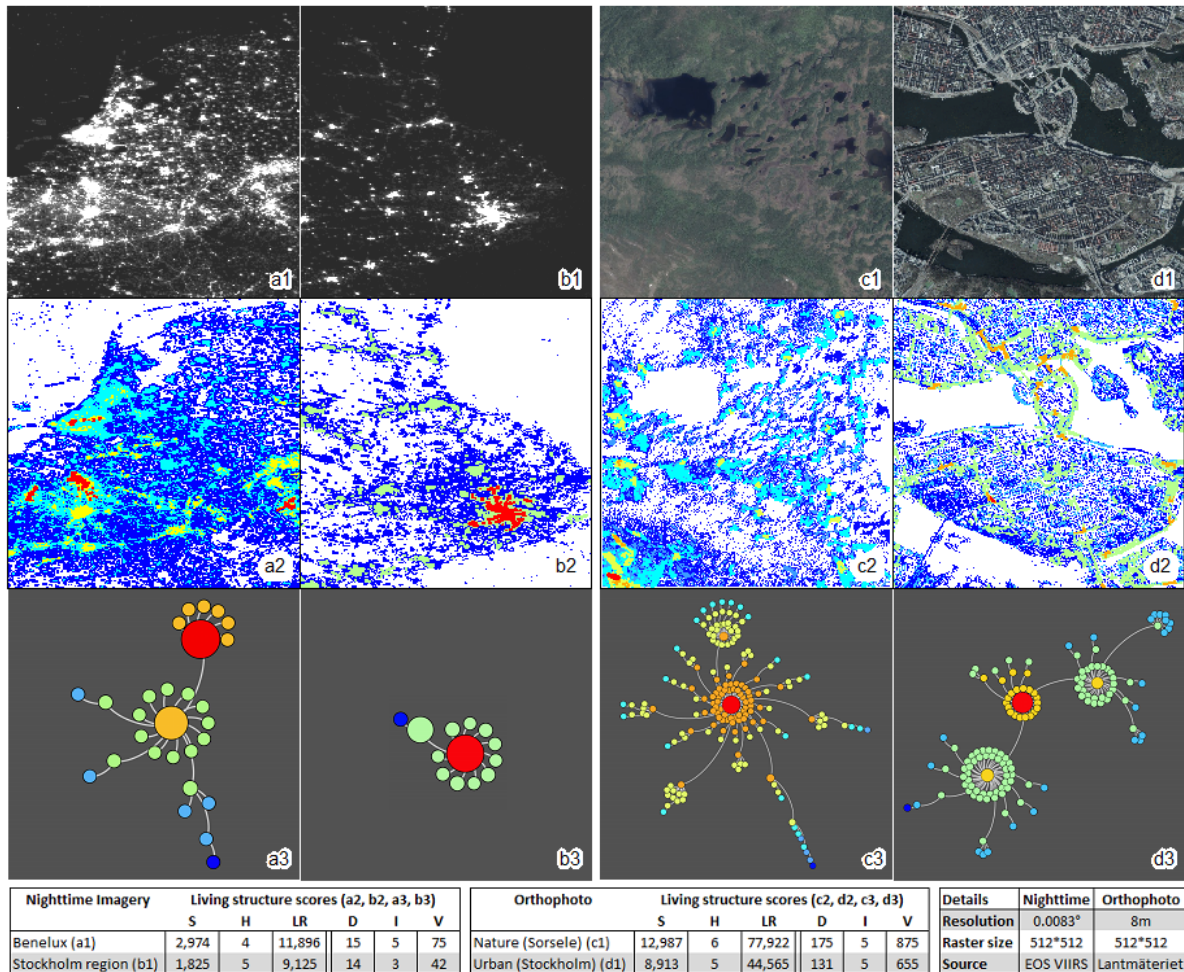 a1
b1
c1
d1
a2
b2
c2
d2
a3
b3
c3
d3
Nighttime Imagery Living structure scores (a2, b2, a3, b3)
S H LR D I V
Benelux (a1) 2,974 4 11,896 15 5 75
Stockholm region (b1) 1,825 5 9,125 14 3 42
Orthophoto Living structure scores (c2, d2, c3, d3)
S H LR D I V
Nature (Sorsele) (c1) 12,987 6 77,922 175 5 875
Urban (Stockholm) (d1) 8,913 5 44,565 131 5 655
Details Nighttime Orthophoto
Resolution 0.0083° 8m
Raster size 512*512 512*512
Source EOS VIIRS Lantmäteriet